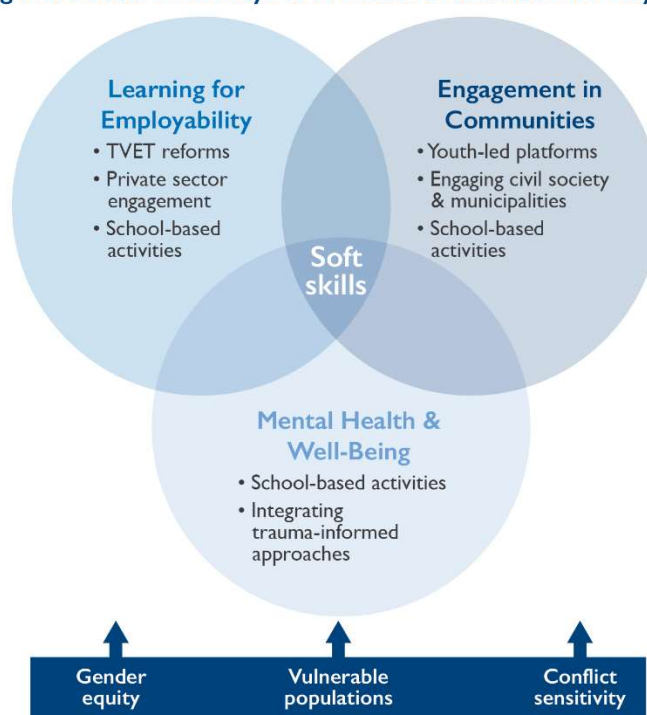 Learning for
Employability
• TVET reforms
• Private sector
engagement
• School-based
activities
Engagement in
Communities
• Youth-led platforms
• Engaging civil society
& municipalities
• School-based
activities
Soft
skills
Mental Health &
Well-Being
• School-based activities
• Integrating
trauma-informed
approaches
Gender
equity
Vulnerable
populations
Conflict
sensitivity